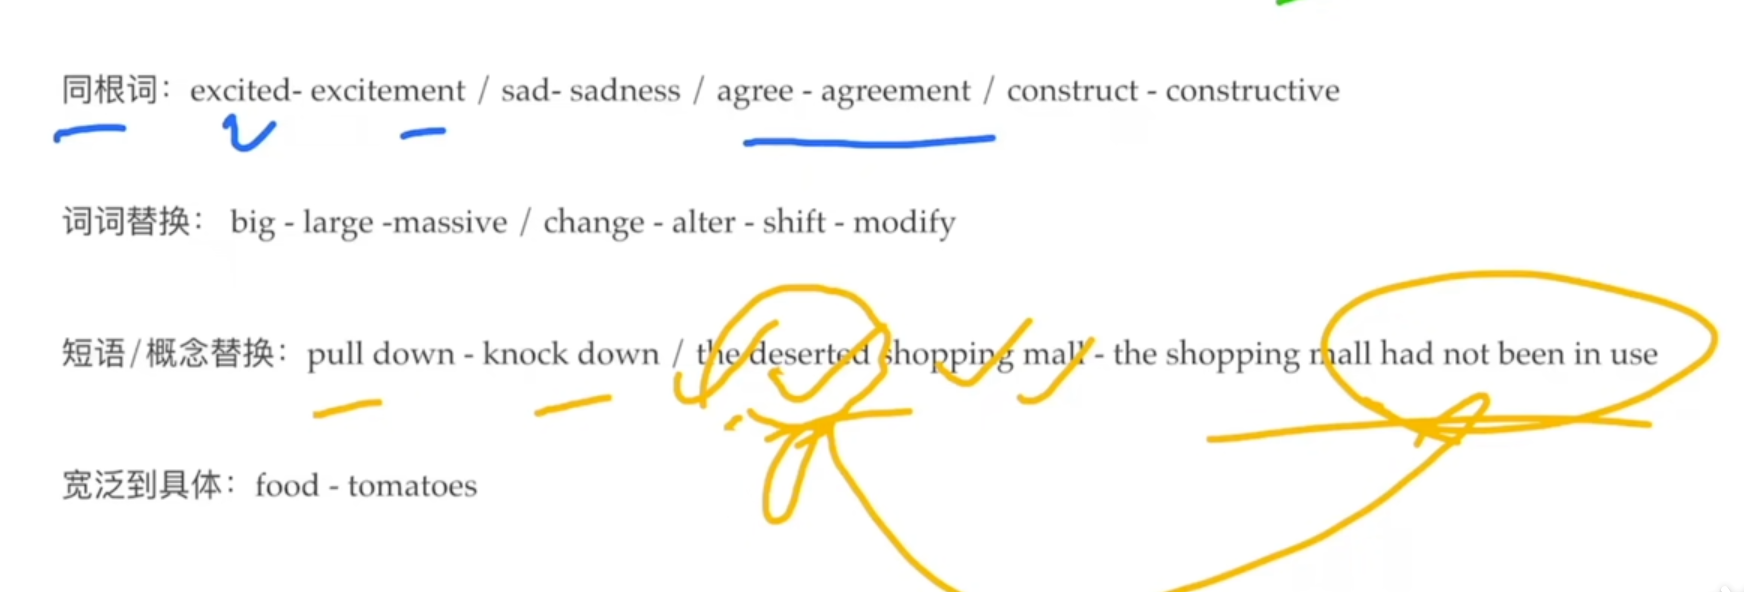 同根词：excited- excitement / sad- sadness / agree - agreement / construct - constructive
词词替换： big - large -massive / change - alter - shift - modify
短语/概念替换：pull down - knock down / the deserted shopping mall - the shopping mall had not been in use
宽泛到具体：food - tomatoes